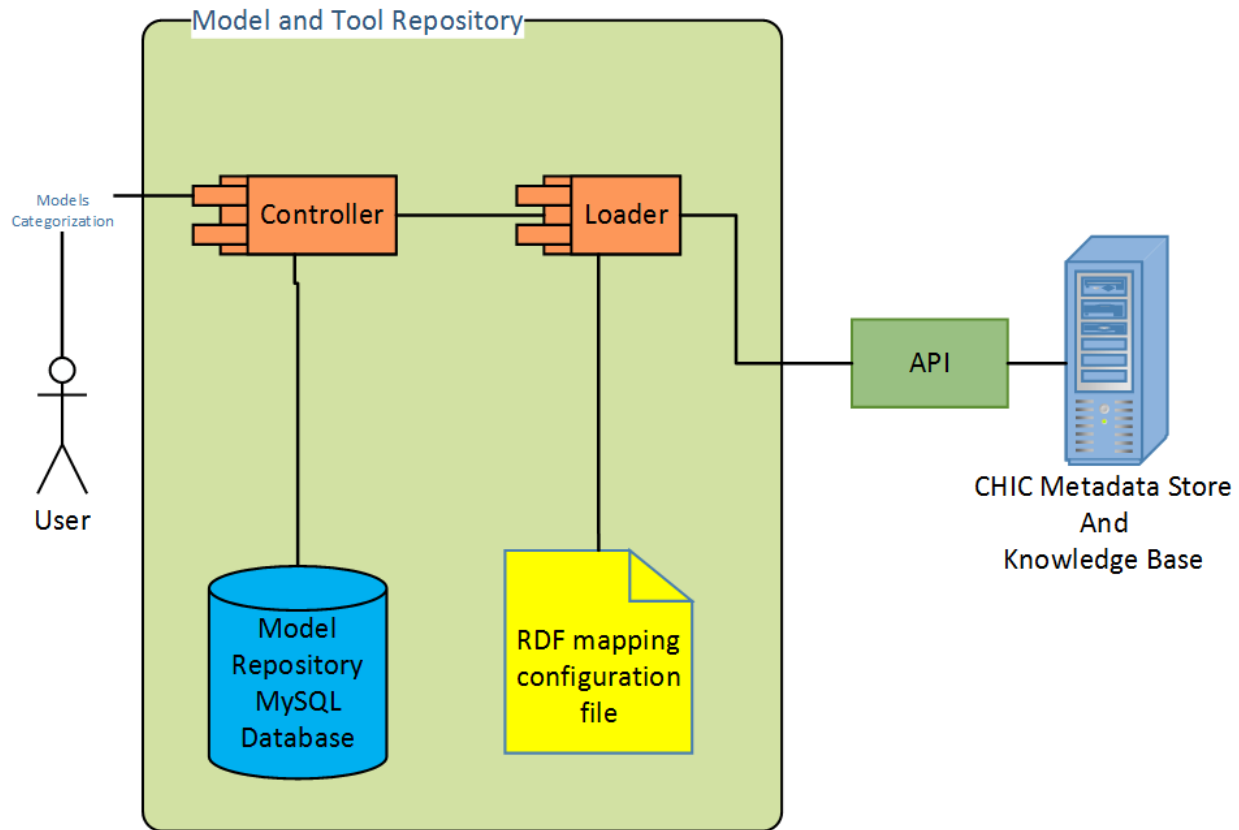 Model and Tool Repository
Models
Categorization
Controller
Loader
API
User
CHIC Metadata Store
And
Knowledge Base
Model
Repository
MySQL
Database
RDF mapping
configuration
file